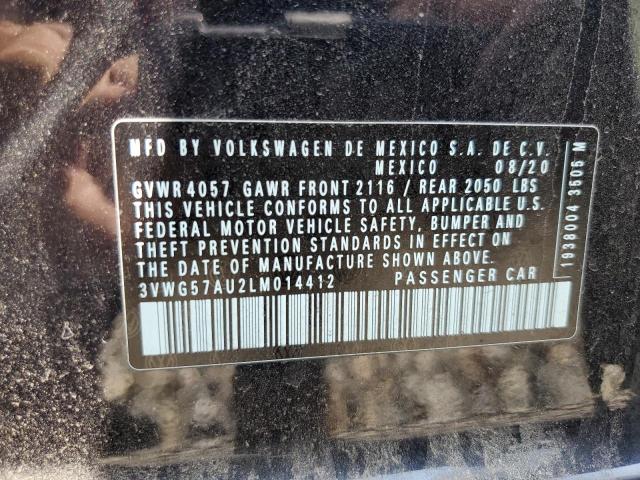 MFD BY VOLKSWAGEN DE MEXICO S.A. DE C.V.
MEXICO 08/20
GVWR 4057 GAWR FRONT 2116 / REAR 2050 LBS
THIS VEHICLE CONFORMS TO ALL APPLICABLE U.S.
FEDERAL MOTOR VEHICLE SAFETY, BUMPER AND
THEFT PREVENTION STANDARDS IN EFFECT ON
THE DATE OF MANUFACTURE SHOWN ABOVE.
3VWG57AU2LM014412 PASSENGER CAR
1938004 3606 M